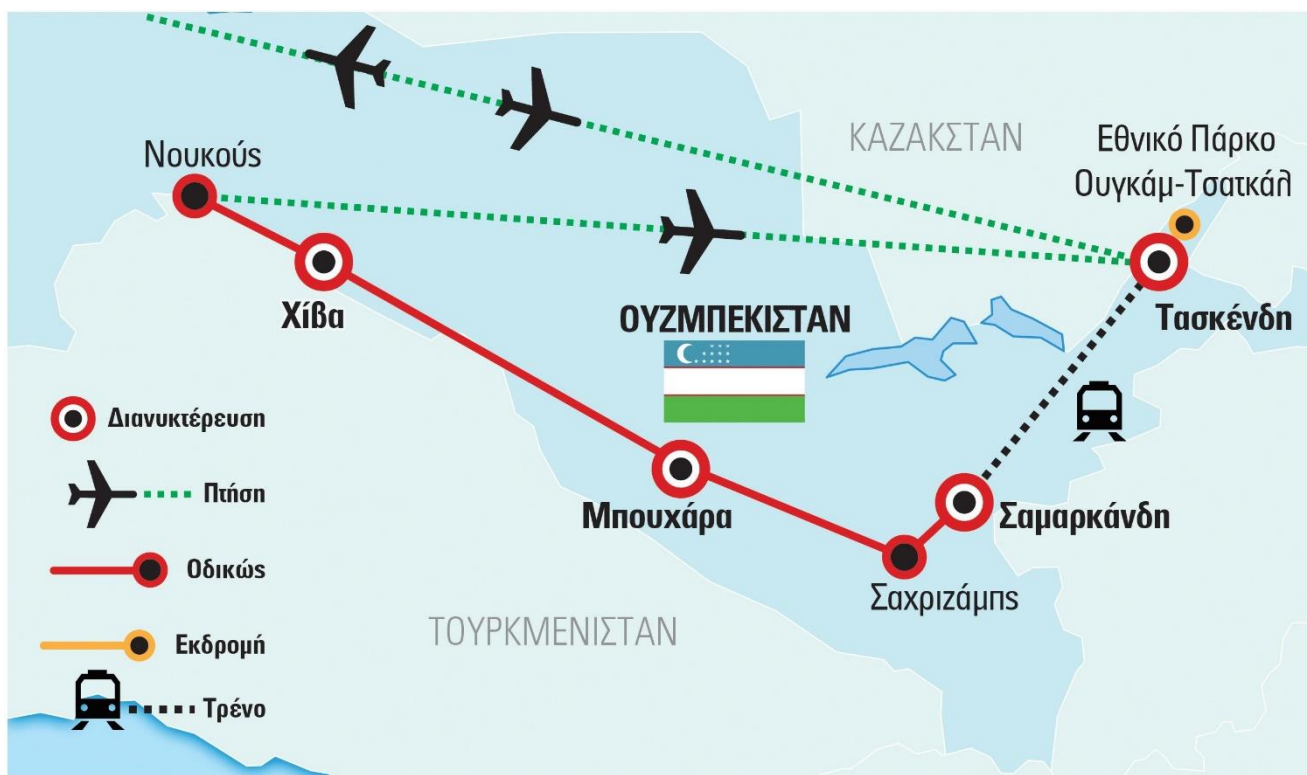 ΚΑΖΑΚΣΤΑΝ
Εθνικό Πάρκο
Ουγκάμ-Τσατκάλ
Νουκούς
Χίβα
ΟΥΖΜΠΕΚΙΣΤΑΝ
Τασκένδη
Διανυκτέρευση
Πτήση
Μπουχάρα
Σαμαρκάνδη
Οδικώς
Σαχριζάμπς
ΤΟΥΡΚΜΕΝΙΣΤΑΝ
Εκδρομή
Τρένο